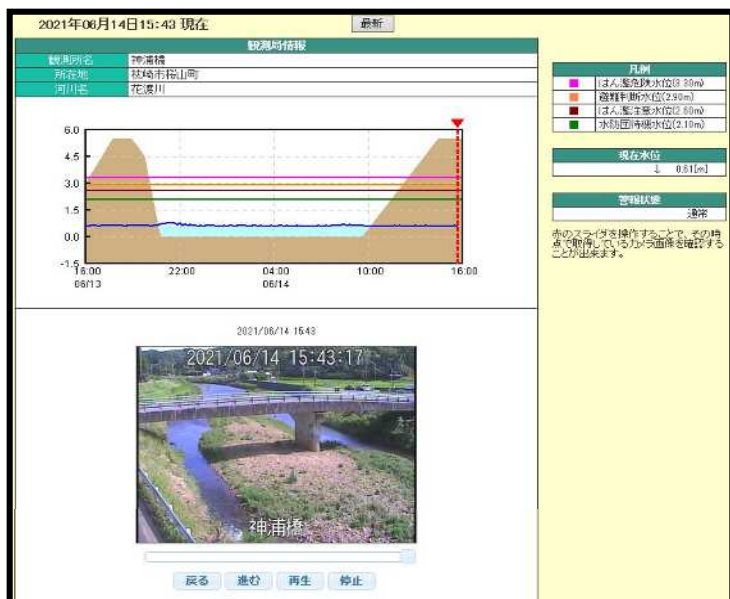 2021年06月14日15:43 現在
最新
観測局情報
観測所名 神浦橋
所在地 枕崎市桜山町
河川名 花渡川
6.0
4.5
3.0
1.5
0.0
-1.5
16:00 22:00 04:00 10:00 16:00
06/13 06/14
2021/06/14 15:43
2021/06/14 15:43:17
神浦橋
戻る 進む 再生 停止
凡例
はん濫危険水位(3.30m)
避難判断水位(2.90m)
はん濫注意水位(2.60m)
水防団待機水位(2.10m)
現在水位
↓ 0.61[m]
警報状態
通常
赤のスライダを操作することで、その時
点で取得しているカメラ画像を確認する
ことが出来ます。